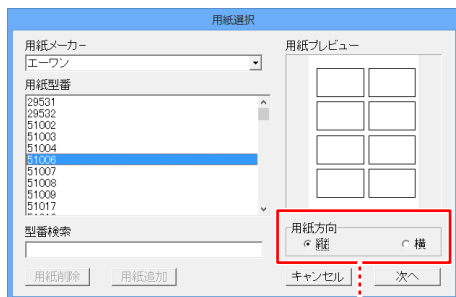 用紙選択
用紙メーカー
エーワン
用紙型番
29531
29532
51002
51003
51004
51006
51007
51008
51009
51017
型番検索
用紙削除
用紙追加
用紙プレビュー
用紙方向
縦
横
キャンセル
次へ